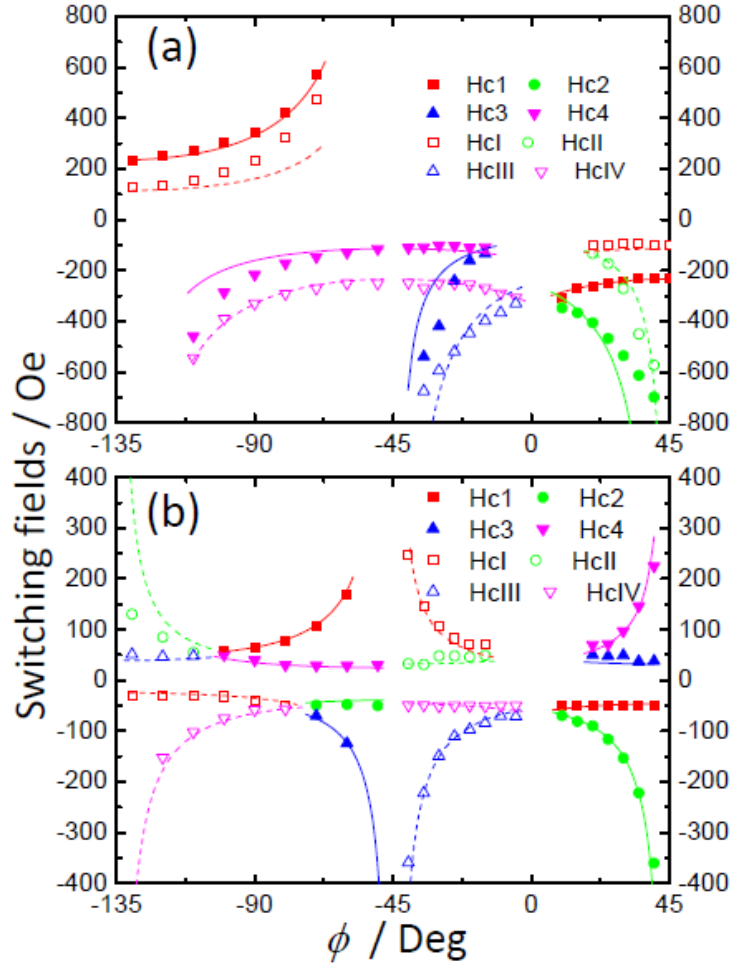 800 800
(a)
600 600
Hc1 Hc2
Hc3 Hc4
400 400
HcI HcII
200 HcIII HcIV 200
0 0
-200 -200
-400 -400
-600 -600
-800 -800
-135 -90 -45 0 45
400 400
(b)
Hc1 Hc2
300 Hc3 Hc4 300
HcI HcII
200 HcIII HcIV 200
100 100
0 0
-100 -100
-200 -200
-300 -300
-400 -400
-135 -90 -45 0 45
ϕ / Deg
Switching fields / Oe